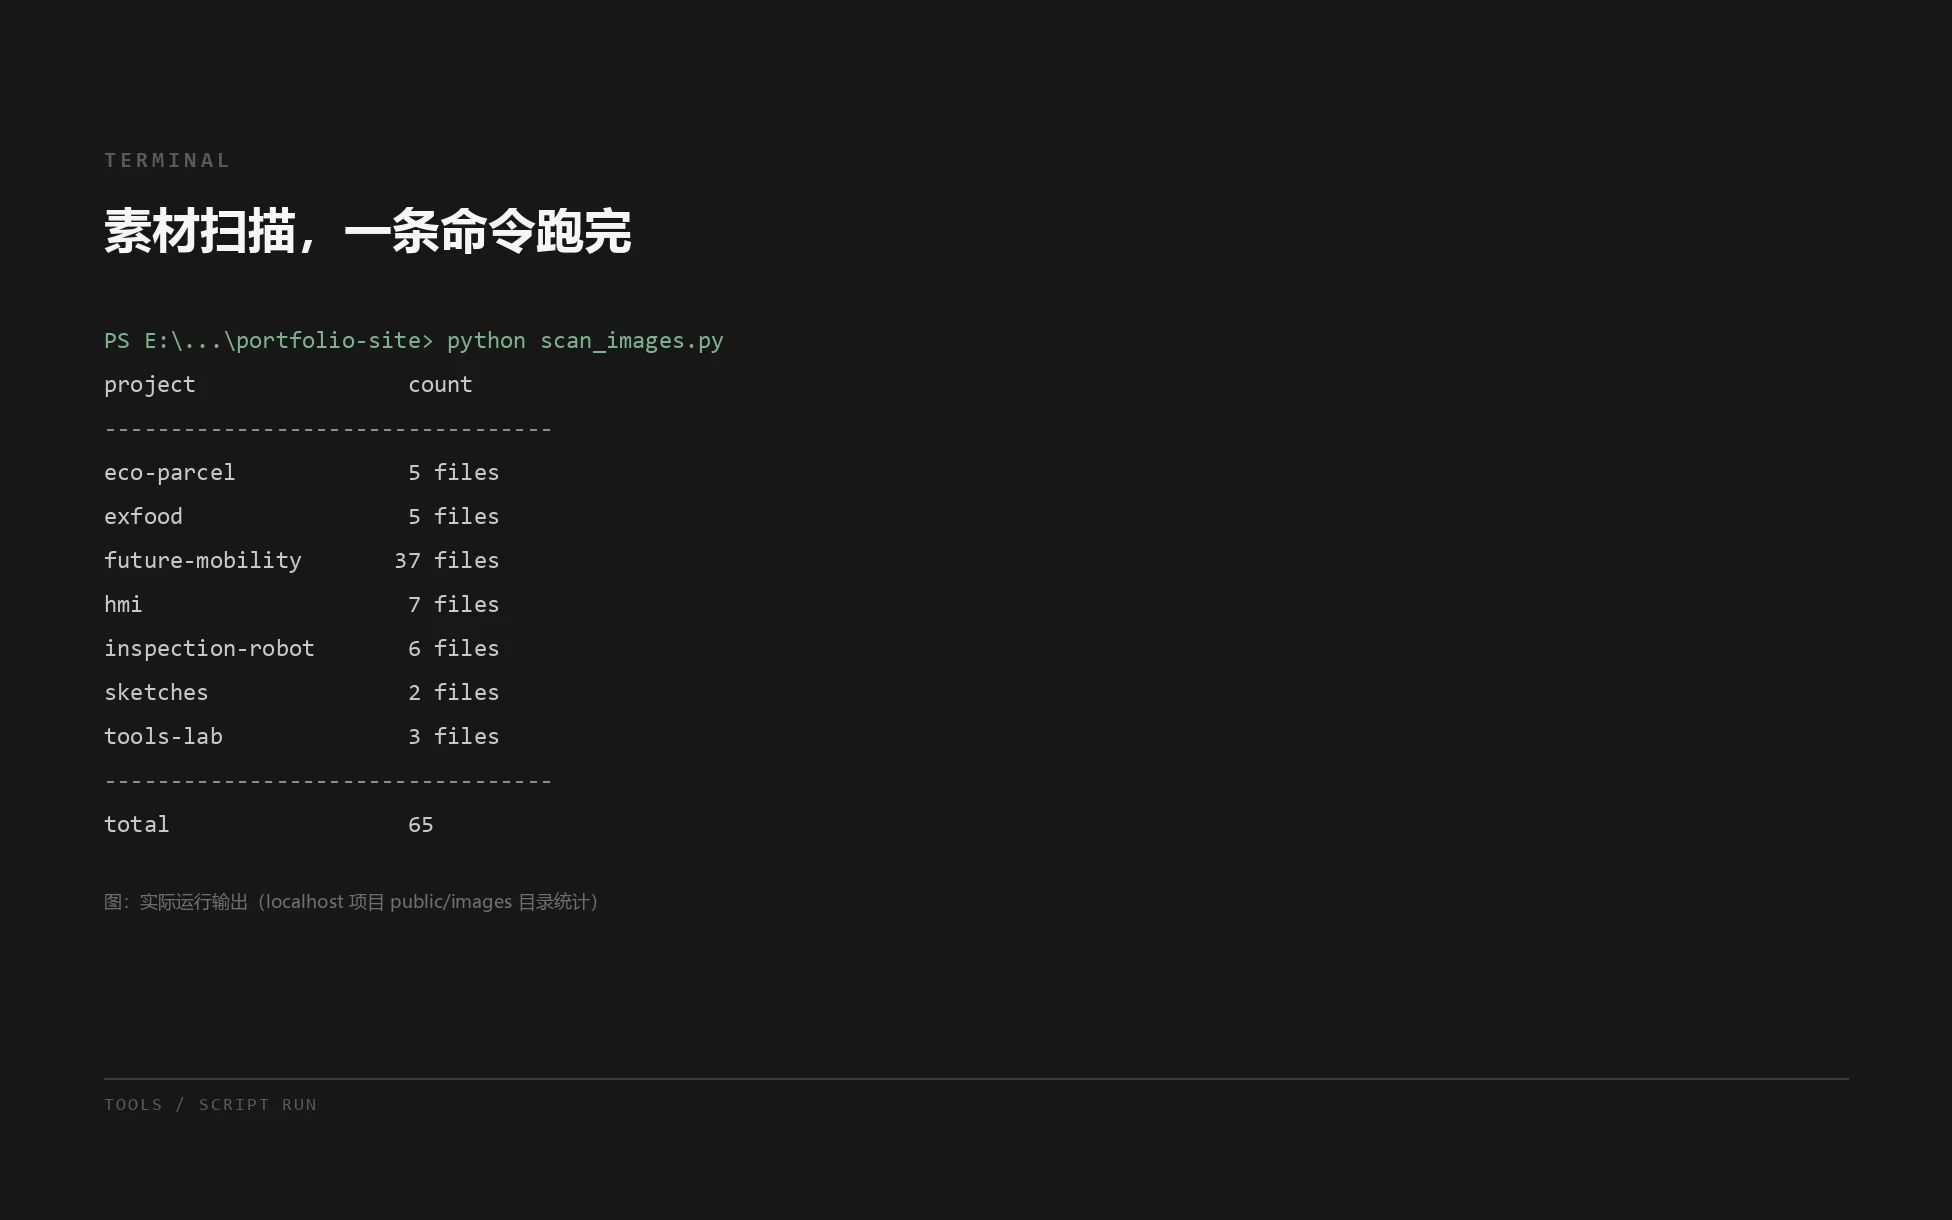 TERMINAL
素材扫描，一条命令跑完
PS E:\...\portfolio-site> python scan_images.py
project                count
----------------------------------
eco-parcel             5 files
exfood                 5 files
future-mobility       37 files
hmi                    7 files
inspection-robot       6 files
sketches               2 files
tools-lab              3 files
----------------------------------
total                  65
图：实际运行输出（localhost 项目 public/images 目录统计）
TOOLS / SCRIPT RUN